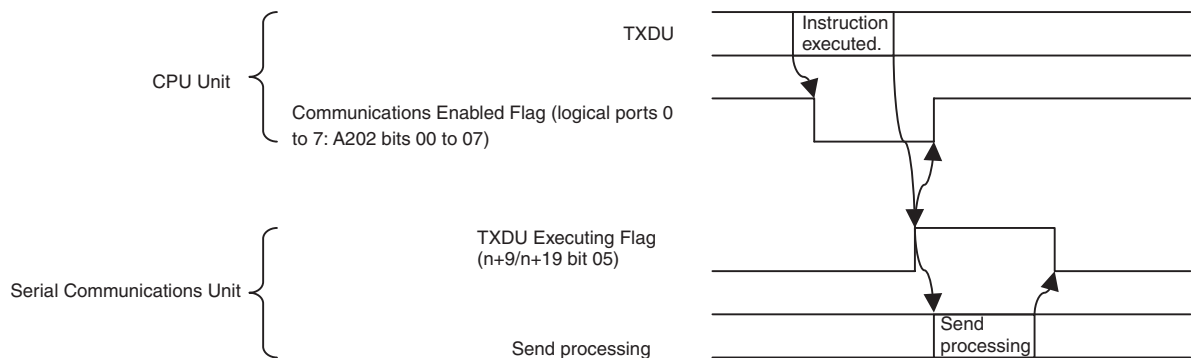 TXDU
Instruction
executed.
CPU Unit
Communications Enabled Flag (logical ports 0
to 7: A202 bits 00 to 07)
TXDU Executing Flag
(n+9/n+19 bit 05)
Serial Communications Unit
Send processing
Send
processing